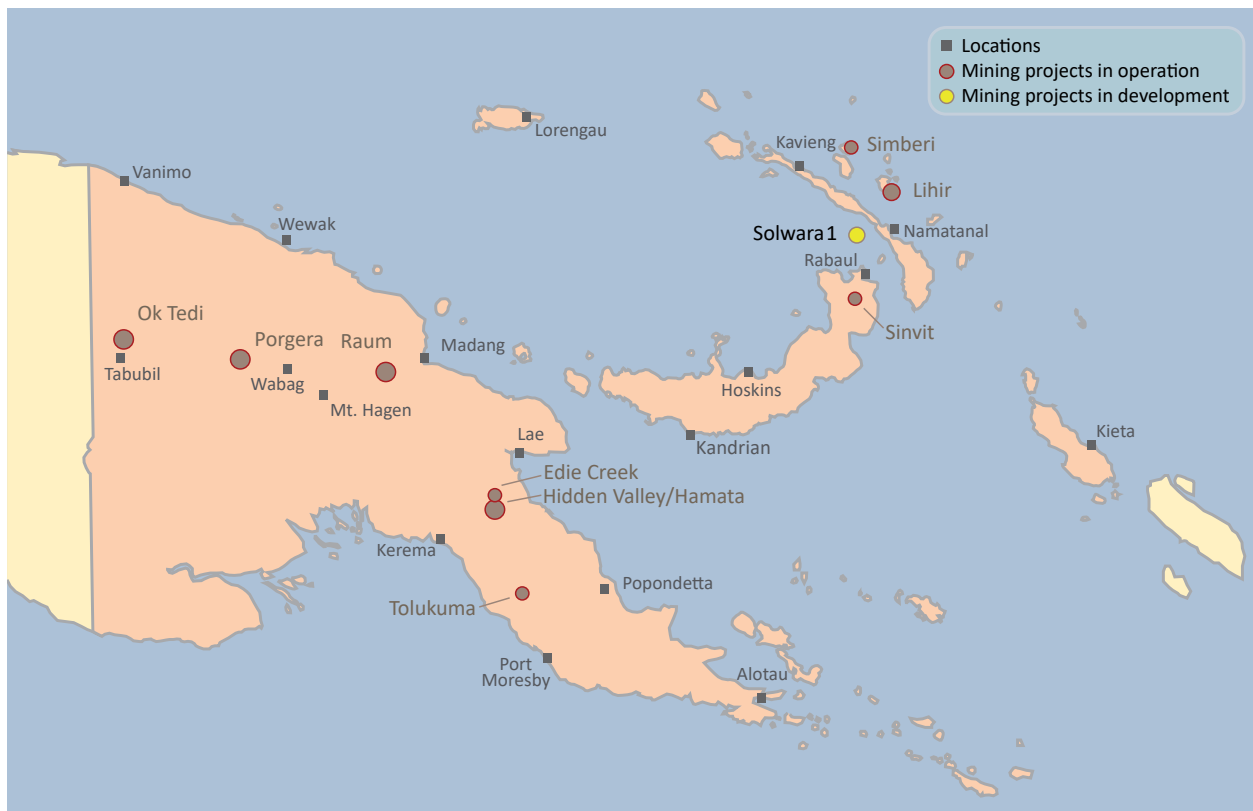 Locations
Mining projects in operation
Mining projects in development
Lorengau
Kavieng
Simberi
Vanimo
Lihir
Wewak
Solwara 1
Namatanal
Rabaul
Ok Tedi
Porgera
Raum
Madang
Sinvit
Tabubil
Wabag
Mt. Hagen
Hoskins
Lae
Kandrian
Kieta
Edie Creek
Hidden Valley/Hamata
Kerema
Popondetta
Tolukuma
Port
Moresby
Alotau